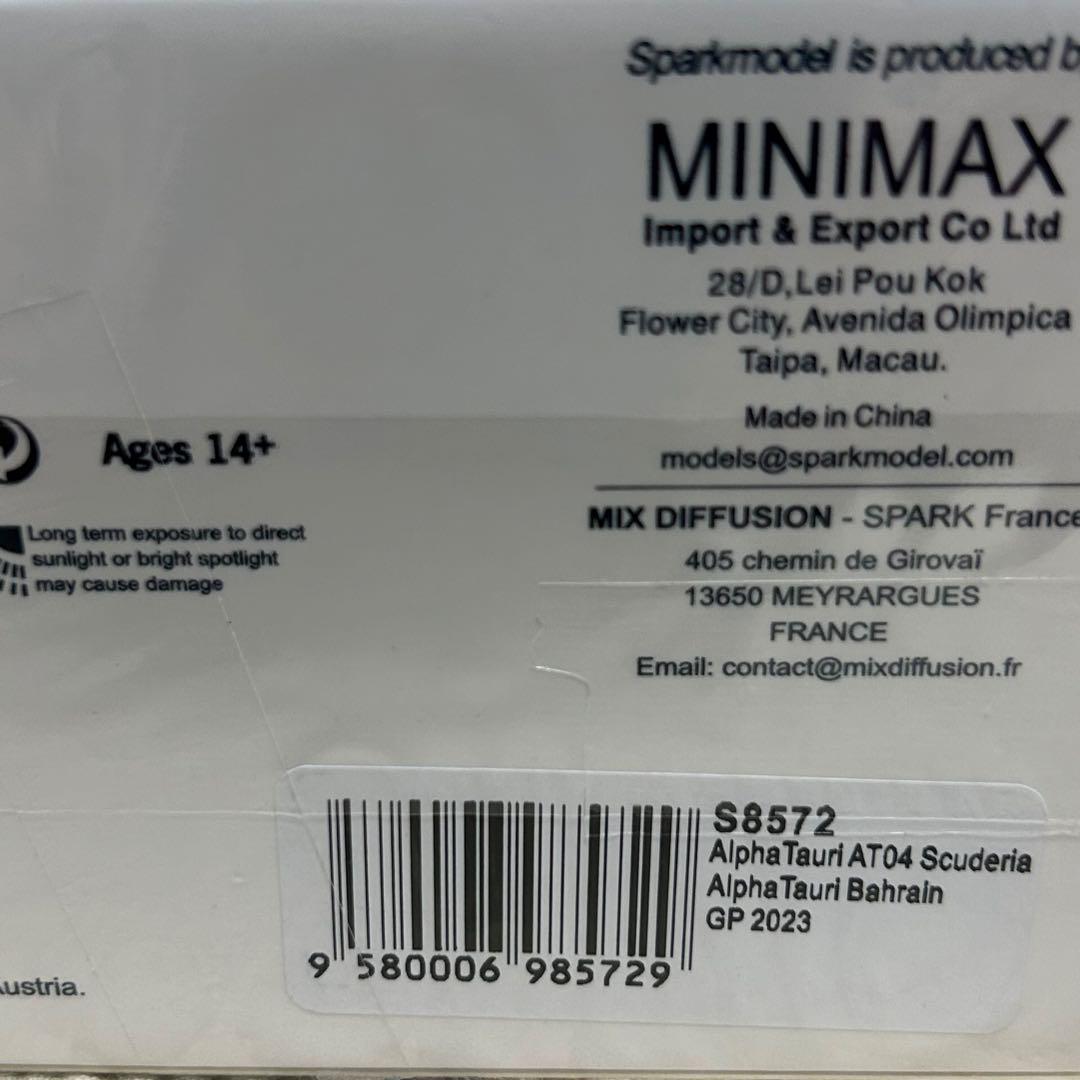 Sparkmodel is produced b
MINIMAX
Import & Export Co Ltd
28/D,Lei Pou Kok
Flower City, Avenida Olimpica
Taipa, Macau.
Made in China
models@sparkmodel.com
Ages 14+
Long term exposure to direct
sunlight or bright spotlight
may cause damage
MIX DIFFUSION - SPARK France
405 chemin de Girovaï
13650 MEYRARGUES
FRANCE
Email: contact@mixdiffusion.fr
S8572
AlphaTauri AT04 Scuderia
AlphaTauri Bahrain
GP 2023
9 580006 985729
ustria.